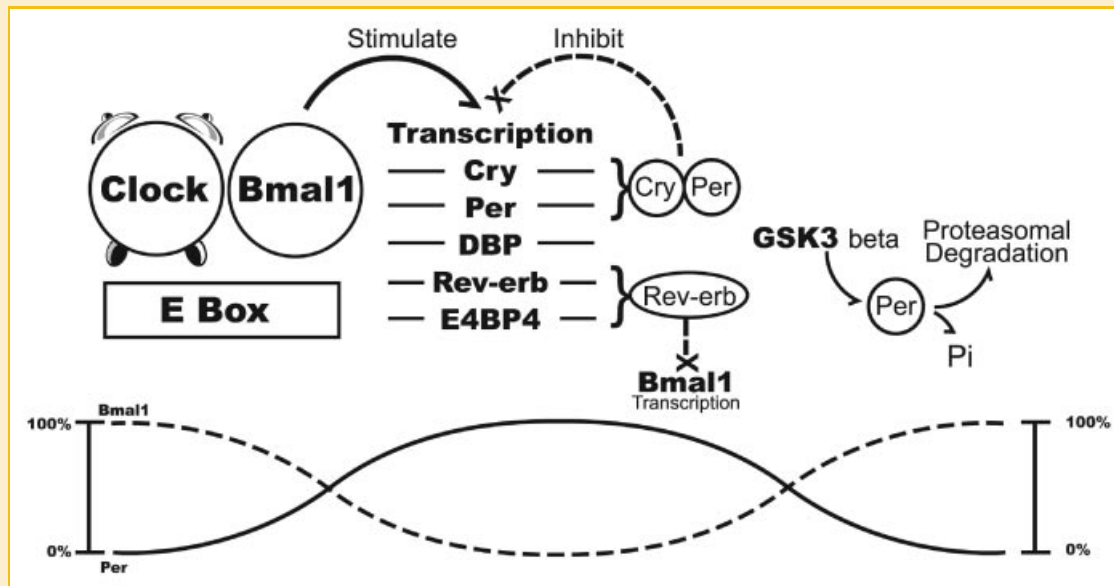 Stimulate
Inhibit
Clock
Bmal1
E Box
Transcription
Cry
Per
DBP
Rev-erb
E4BP4
Cry
Per
Rev-erb
Bmal1
Transcription
GSK3 beta
Proteasomal
Degradation
Per
Pi
Bmal1
100%
100%
0%
0%
Per